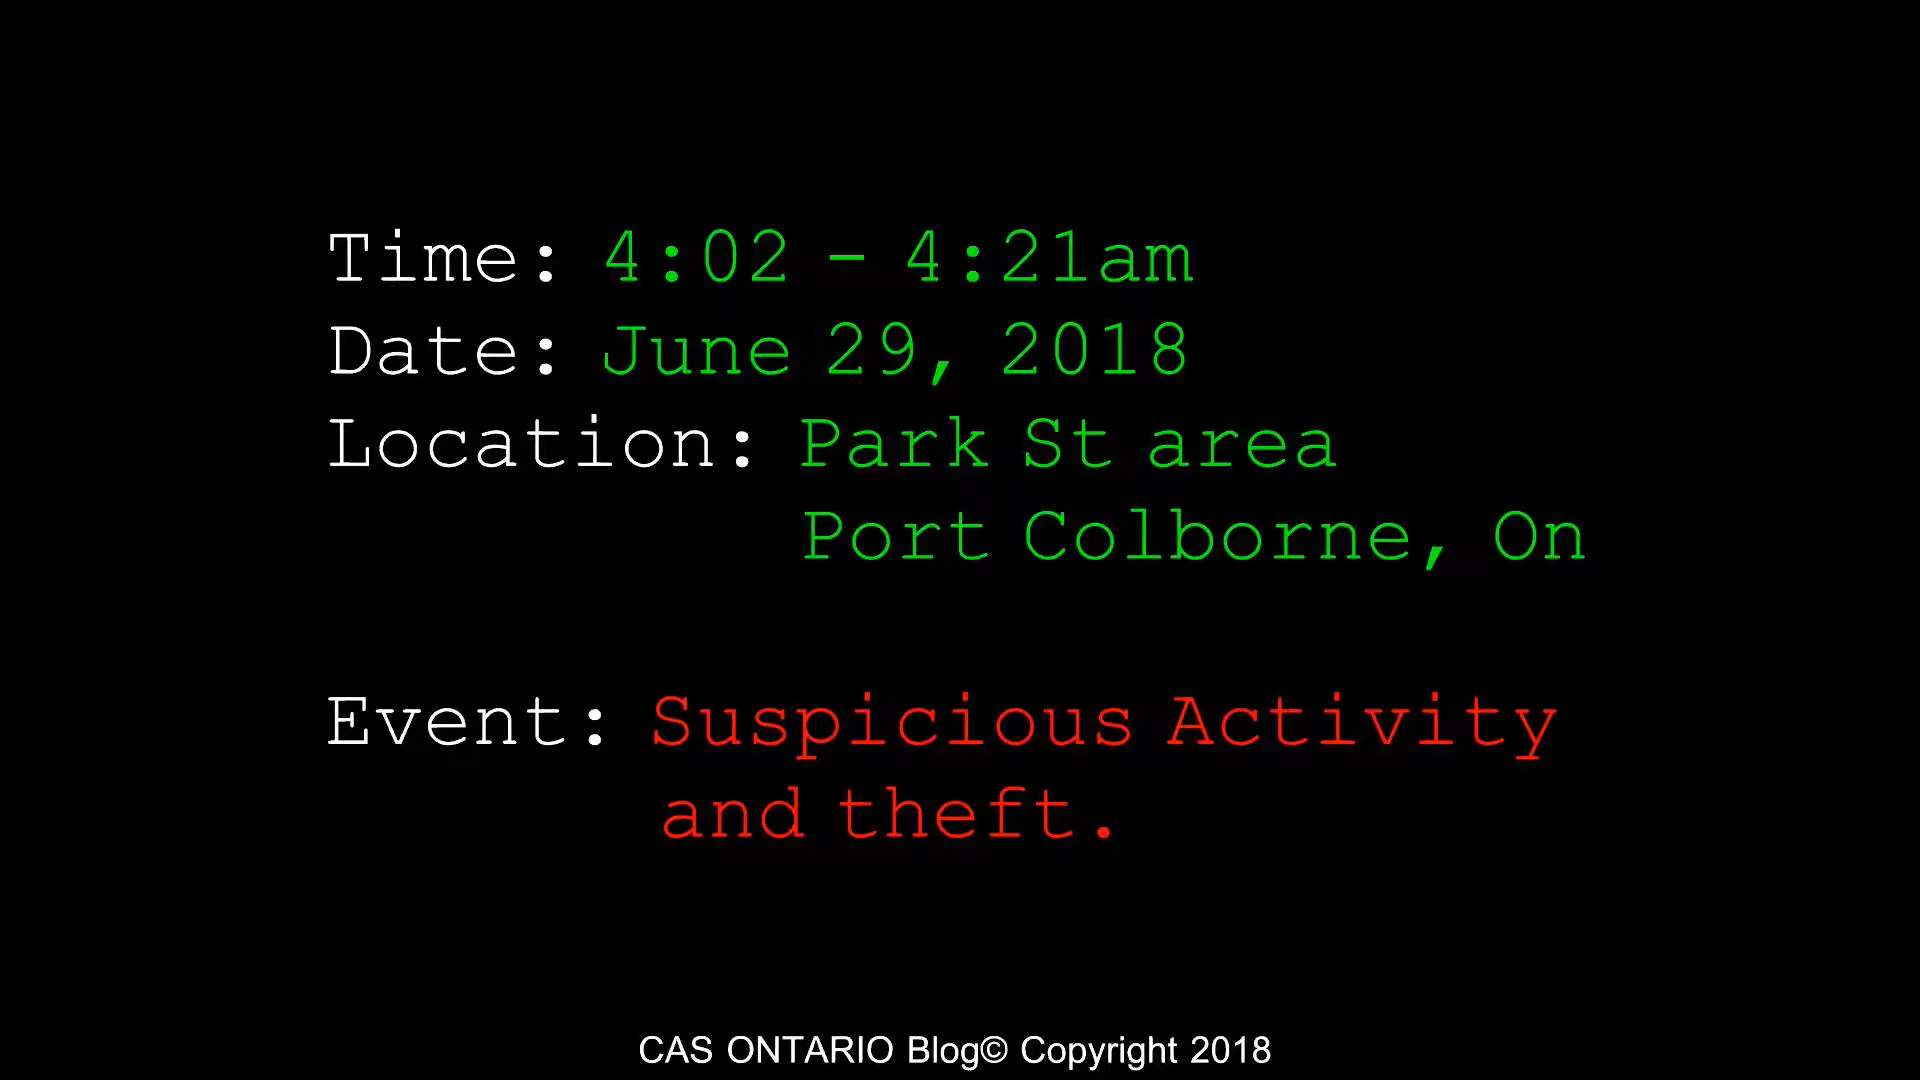 Time: 4:02 - 4:21am
Date: June 29, 2018
Location: Park St area
Port Colborne, On
Event: Suspicious Activity
and theft.
CAS ONTARIO Blog© Copyright 2018